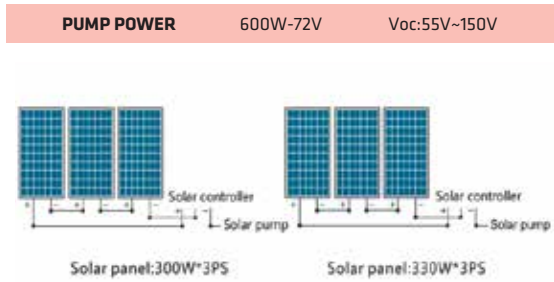 PUMP POWER 600W-72V Voc:55V~150V
+ - + - + - Solar controller + - Solar controller
+ - Solar pump + - Solar pump
Solar panel:300W*3PS Solar panel:330W*3PS